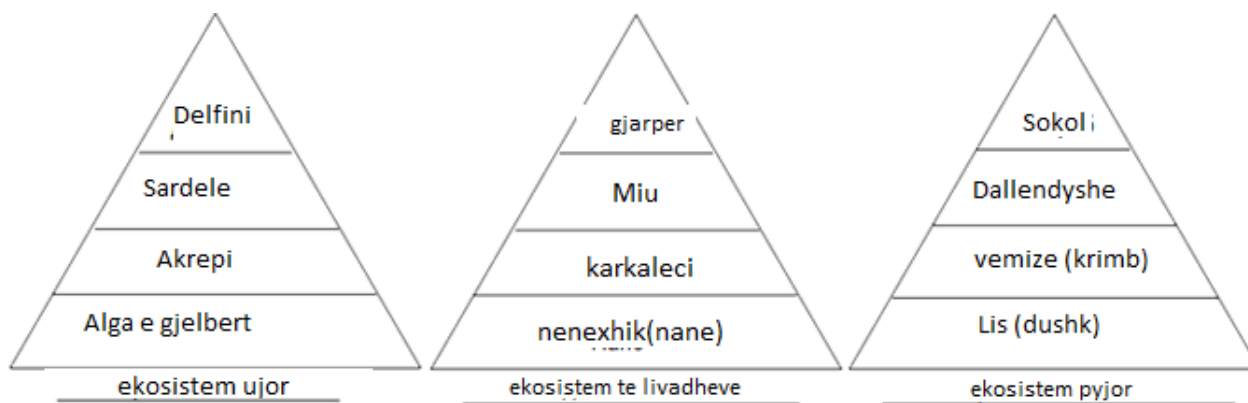 Delfini
Sardele
Akrepi
Alga e gjelbert
ekosistem ujor
gjarper
Miu
karkaleci
nenexhik(nane)
ekosistem te livadheve
Sokol
Dallendyshe
vemize (krimb)
Lis (dushk)
ekosistem pyjor